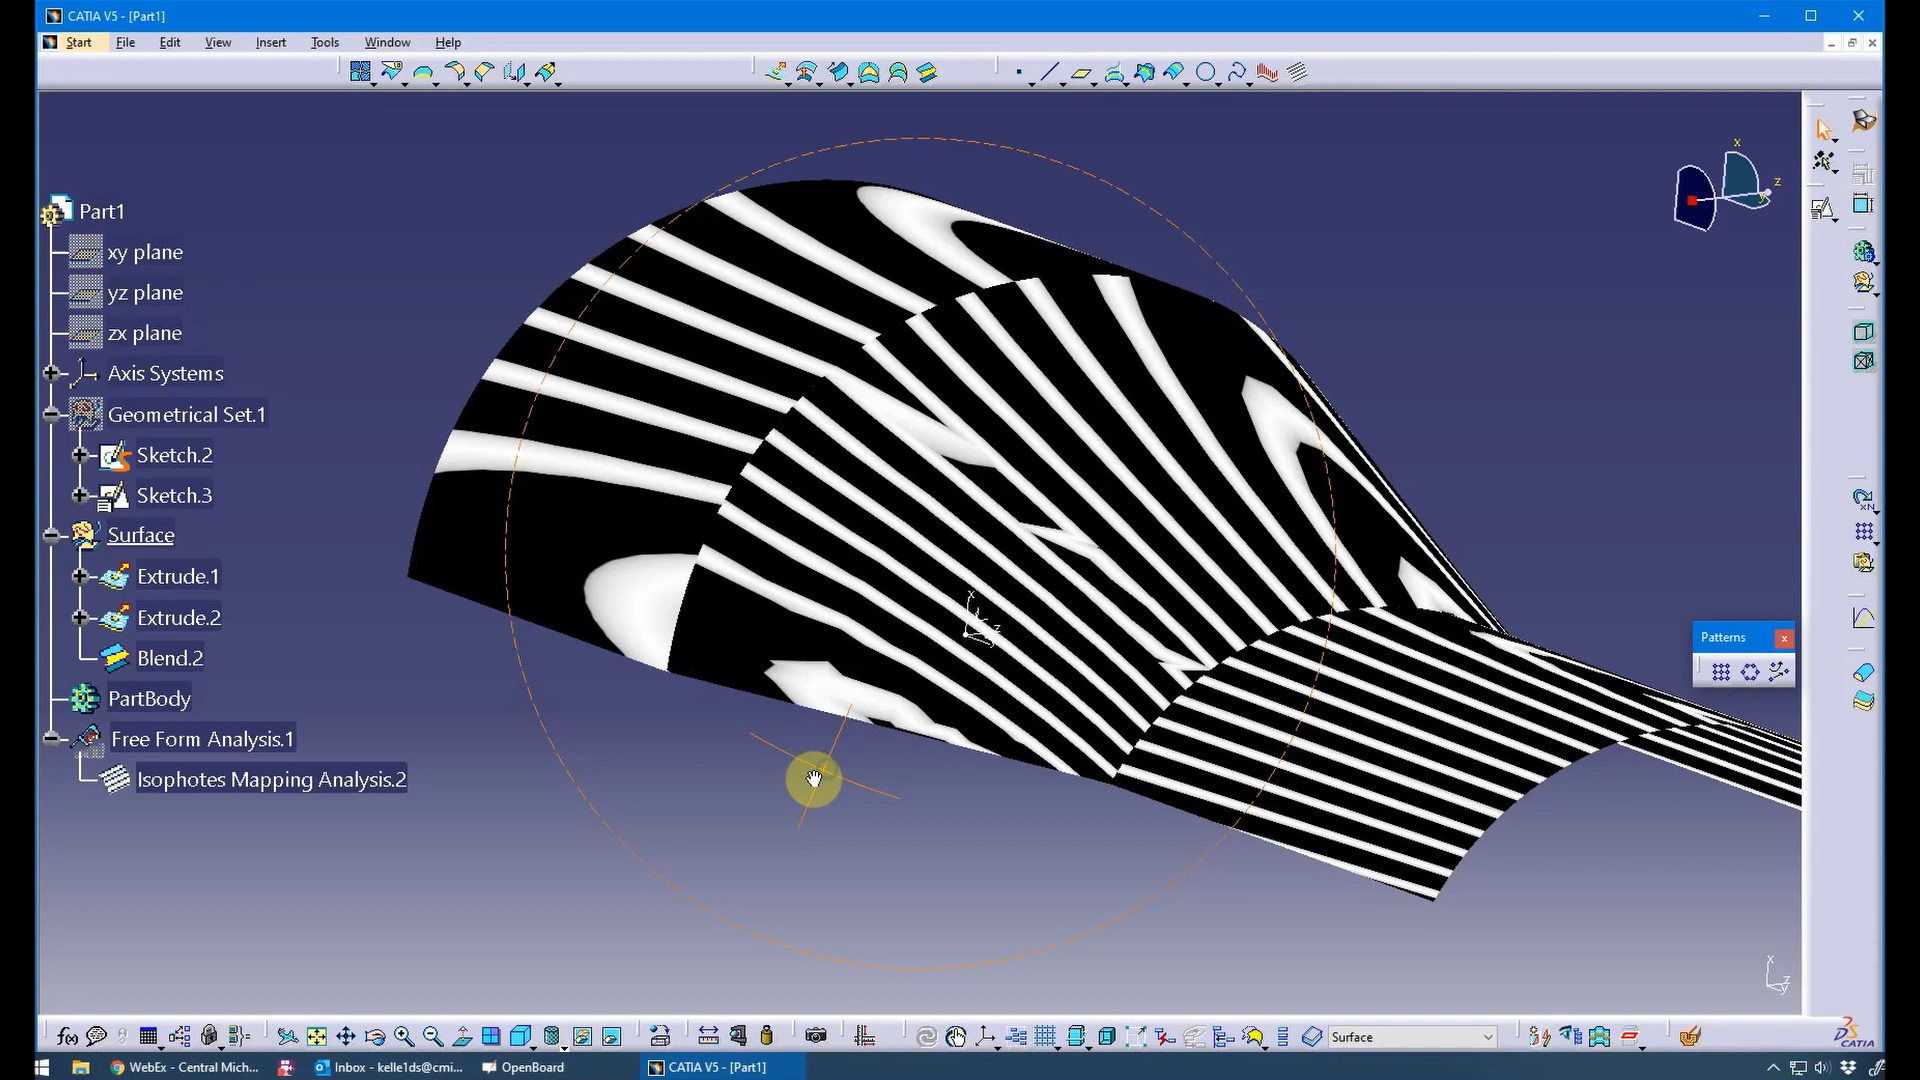 CATIA V5 - [Part1]
Start File Edit View Insert Tools Window Help
x
z
y
Part1
xy plane
yz plane
zx plane
Axis Systems
Geometrical Set.1
Sketch.2
Sketch.3
Surface
Extrude.1
Extrude.2
Blend.2
PartBody
Free Form Analysis.1
Isophotes Mapping Analysis.2
x
z
Patterns
x
z
y
f(x)
Surface
CATIA
WebEx - Central Mich...
Inbox - kelle1ds@cmi...
OpenBoard
CATIA V5 - [Part1]